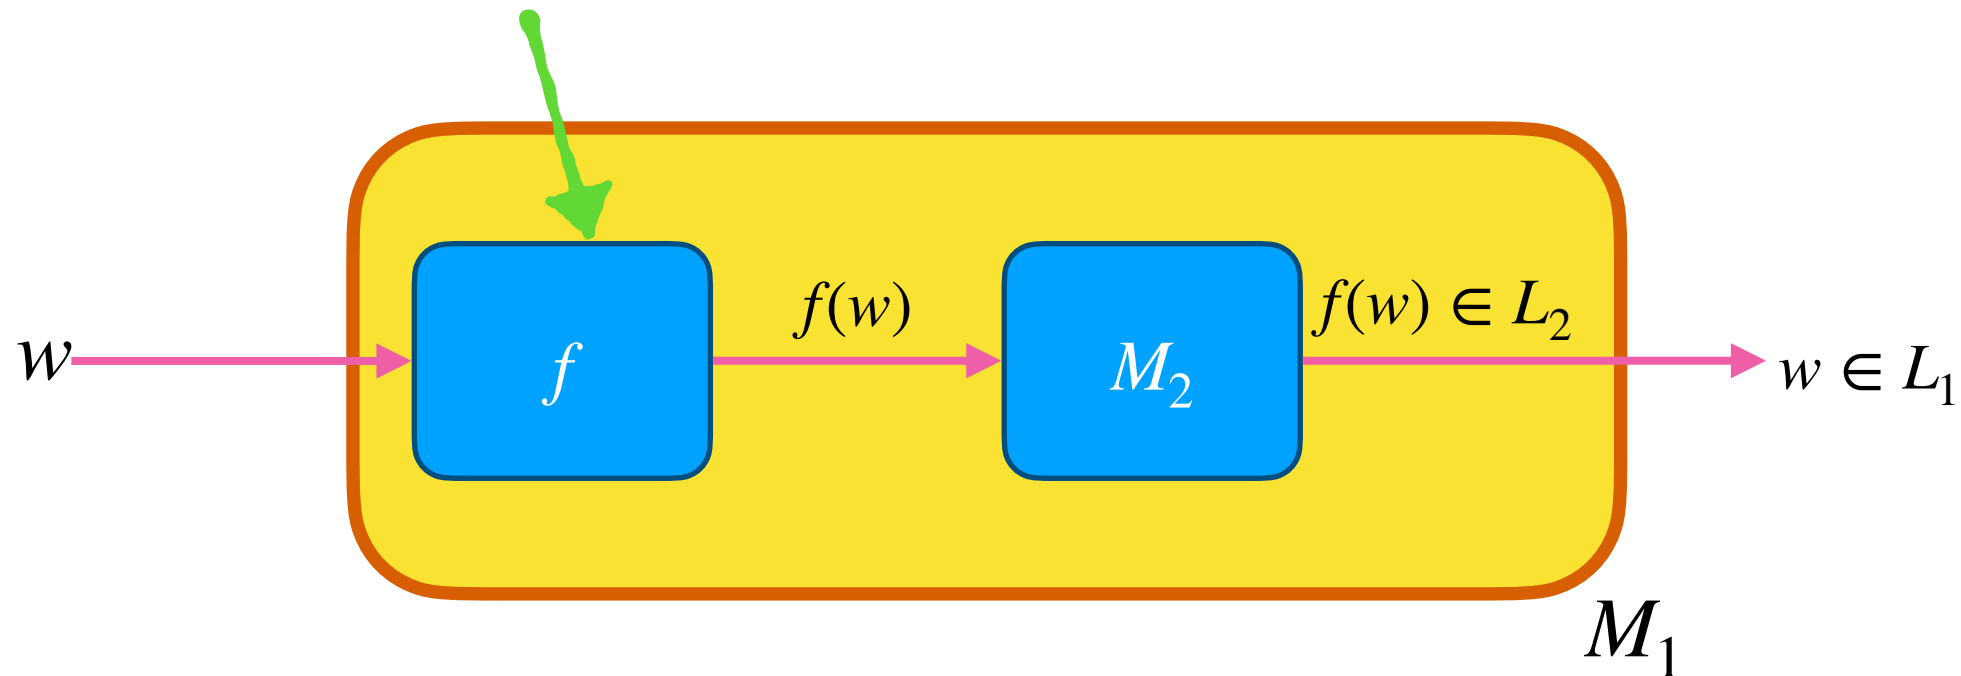 w
f
f(w)
M₂
f(w) ∈ L₂
w ∈ L₁
M₁